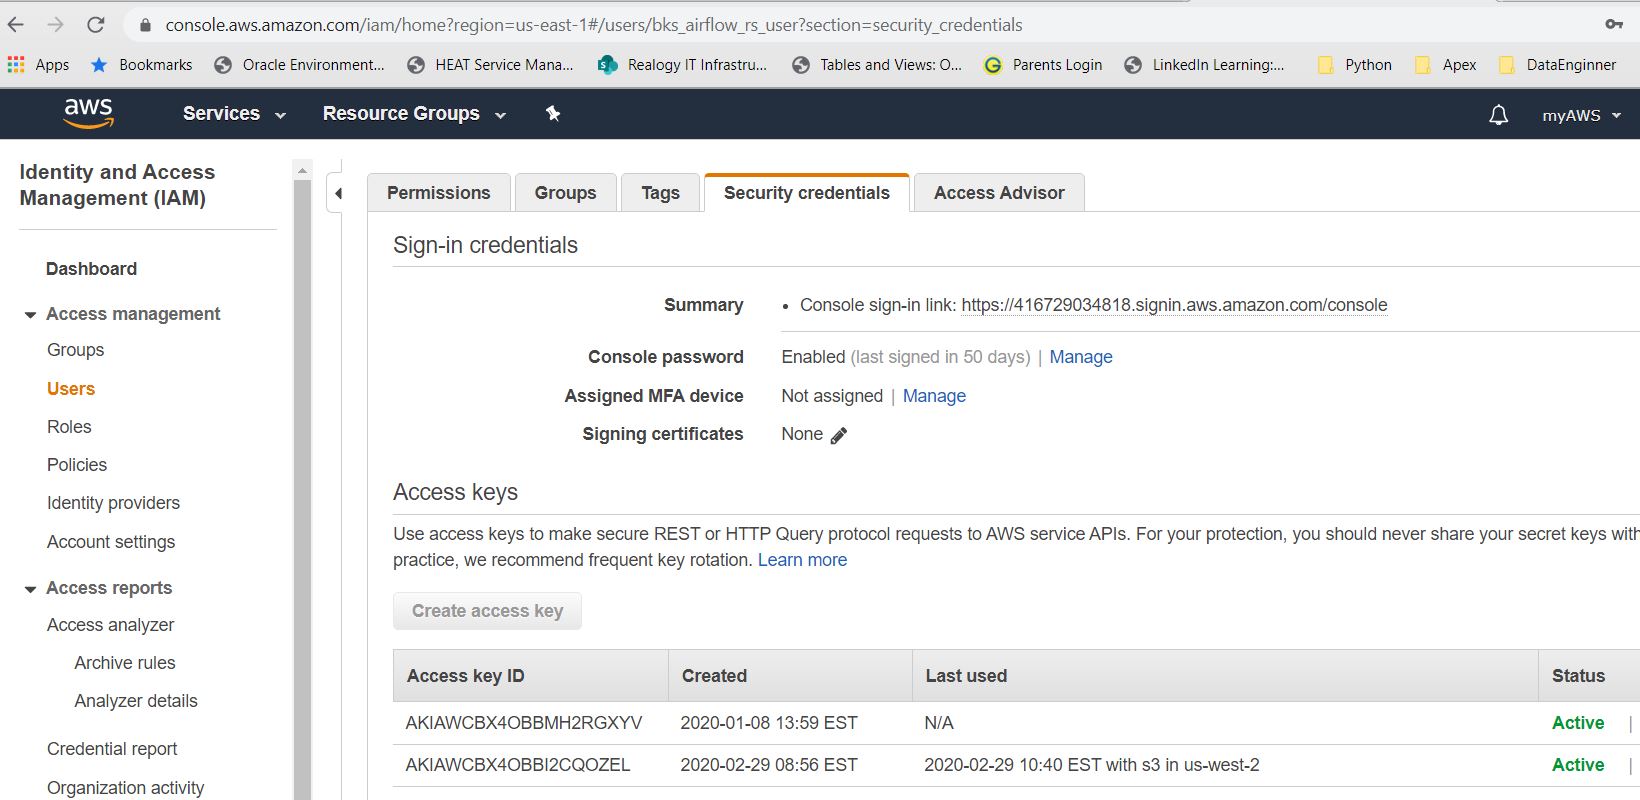 console.aws.amazon.com/iam/home?region=us-east-1#/users/bks_airflow_rs_user?section=security_credentials
Apps Bookmarks Oracle Environment... HEAT Service Mana... Realogy IT Infrastru... Tables and Views: O... Parents Login LinkedIn Learning:... Python Apex DataEnginner
aws Services Resource Groups myAWS
Identity and Access
Management (IAM)
Dashboard
Access management
Groups
Users
Roles
Policies
Identity providers
Account settings
Access reports
Access analyzer
Archive rules
Analyzer details
Credential report
Organization activity
Permissions Groups Tags Security credentials Access Advisor
Sign-in credentials
Summary • Console sign-in link: https://416729034818.signin.aws.amazon.com/console
Console password Enabled (last signed in 50 days) | Manage
Assigned MFA device Not assigned | Manage
Signing certificates None
Access keys
Use access keys to make secure REST or HTTP Query protocol requests to AWS service APIs. For your protection, you should never share your secret keys with
practice, we recommend frequent key rotation. Learn more
Create access key
Access key ID Created Last used Status
AKIAWCBX4OBBMH2RGXYV 2020-01-08 13:59 EST N/A Active |
AKIAWCBX4OBBI2CQOZEL 2020-02-29 08:56 EST 2020-02-29 10:40 EST with s3 in us-west-2 Active |